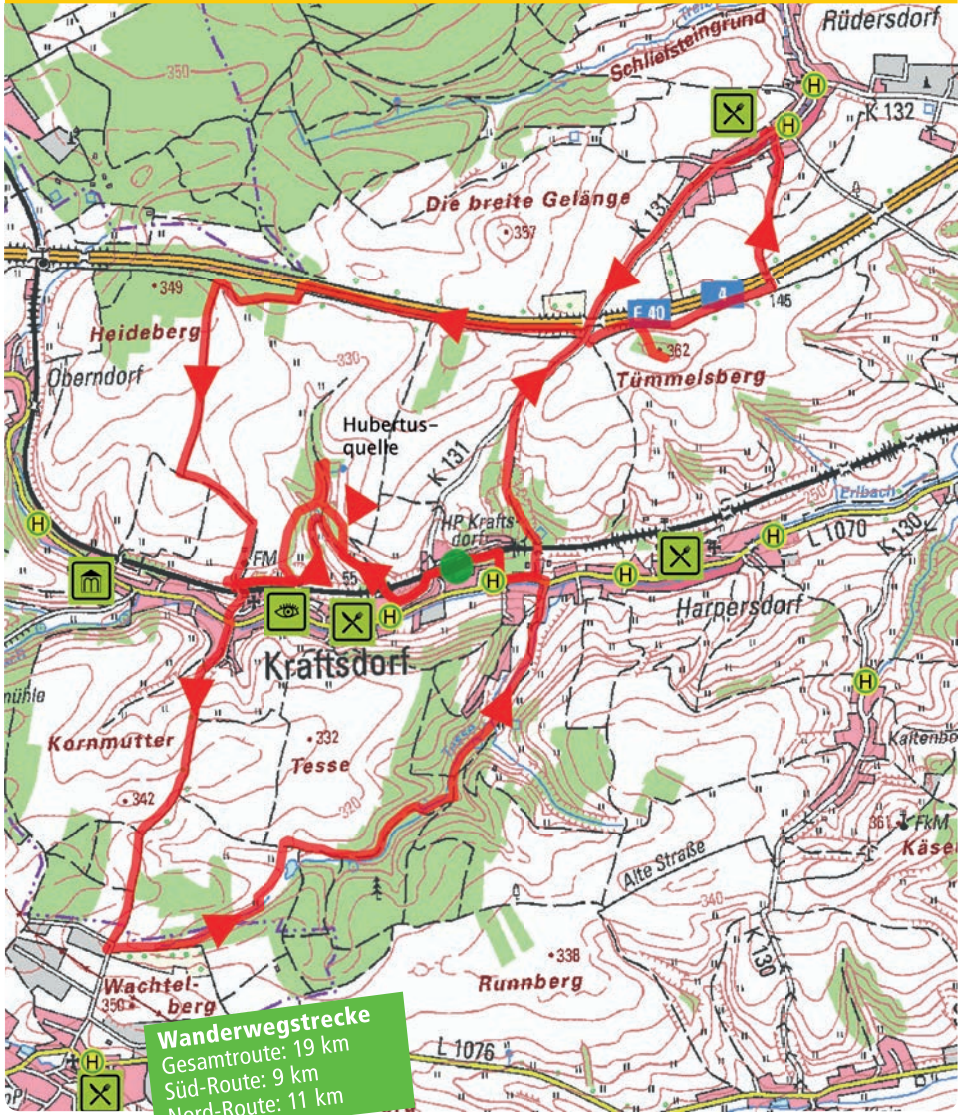 Rüdersdorf
Schliefsteingrund
350
H
K 132
H
Die breite Gelänge
K 131
337
349
E 40
4
145
Heideberg
330
362
Oberndorf
Tümmelsberg
Hubertus-
quelle
K 131
250
Erlbach
HP Krafts-
dorf
L 1070
K 130
H
FM
55
H
H
H
H
Harpersdorf
Kraftsdorf
mühle
H
Kornmutter
332
Tesse
342
320
361
FkM
Alte Straße
340
K 130
338
Runnberg
Wachtel-
berg
350
Wanderwegstrecke
Gesamtroute: 19 km
Süd-Route: 9 km
Nord-Route: 11 km
L 1076
H